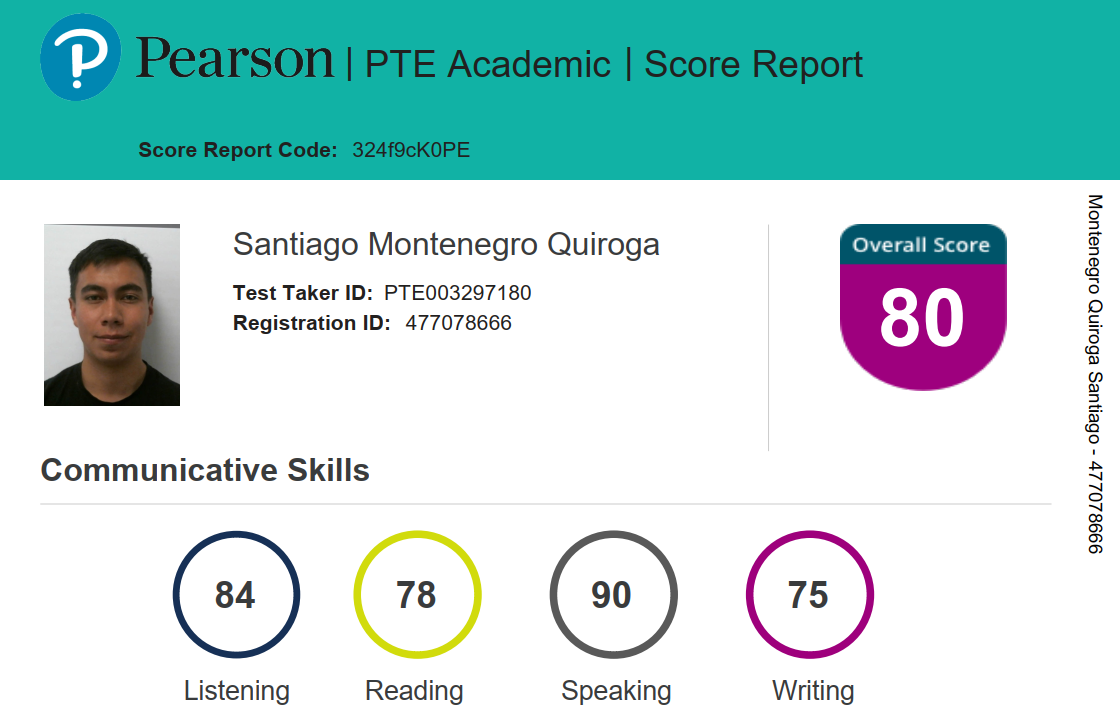 Pearson | PTE Academic | Score Report
Score Report Code: 324f9cK0PE
Santiago Montenegro Quiroga
Test Taker ID: PTE003297180
Registration ID: 477078666
Overall Score
80
Montenegro Quiroga Santiago - 477078666
Communicative Skills
84 78 90 75
Listening Reading Speaking Writing